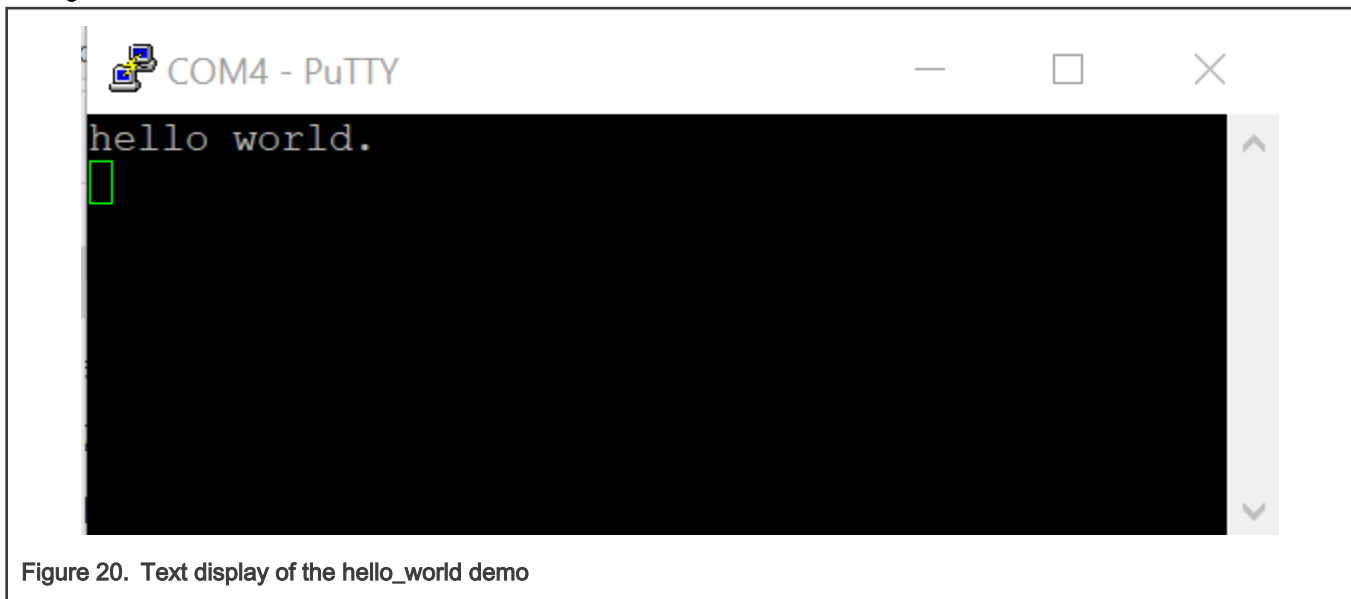 COM4 - PuTTY
hello world.
Figure 20. Text display of the hello_world demo